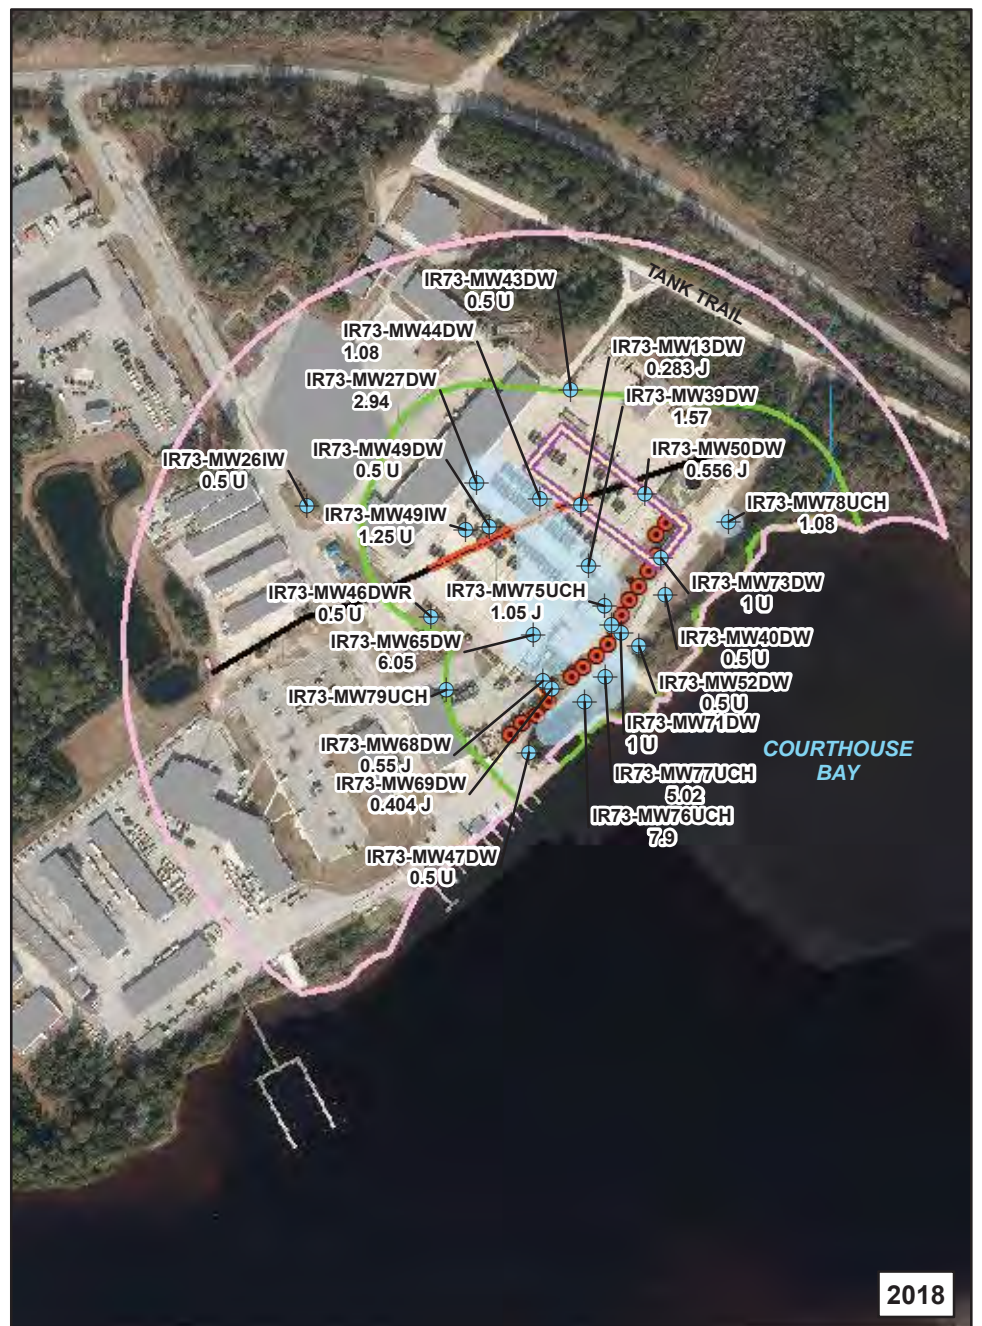 IR73-MW43DW
0.5 U
TANK TRAIL
IR73-MW44DW
1.08
IR73-MW13DW
0.283 J
IR73-MW27DW
2.94
IR73-MW39DW
1.57
IR73-MW49DW
0.5 U
IR73-MW50DW
0.556 J
IR73-MW26IW
0.5 U
IR73-MW78UCH
1.08
IR73-MW49IW
1.25 U
IR73-MW46DWR
0.5 U
IR73-MW75UCH
1.05 J
IR73-MW73DW
1 U
IR73-MW65DW
6.05
IR73-MW40DW
0.5 U
IR73-MW79UCH
IR73-MW52DW
0.5 U
IR73-MW71DW
1 U
IR73-MW68DW
0.55 J
COURTHOUSE
BAY
IR73-MW69DW
0.404 J
IR73-MW77UCH
5.02
IR73-MW76UCH
7.9
IR73-MW47DW
0.5 U
2018